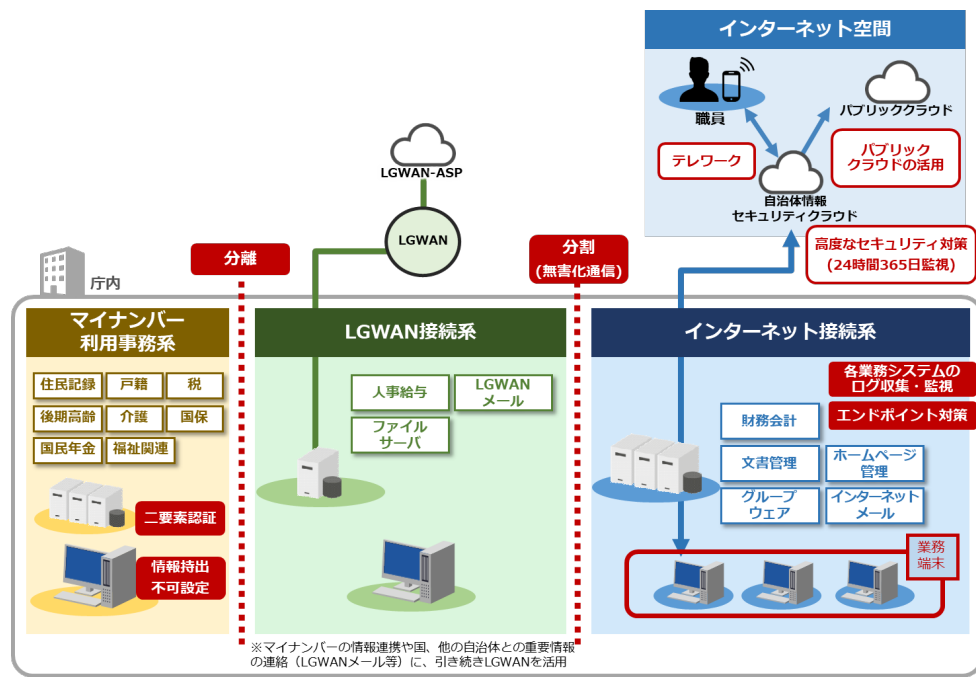 インターネット空間
職員
パブリッククラウド
テレワーク
パブリック
クラウドの活用
自治体情報
セキュリティクラウド
LGWAN-ASP
LGWAN
分離
分割
(無害化通信)
高度なセキュリティ対策
(24時間365日監視)
庁内
マイナンバー
利用事務系
住民記録
戸籍
税
後期高齢
介護
国保
国民年金
福祉関連
二要素認証
情報持出
不可設定
LGWAN接続系
人事給与
LGWAN
メール
ファイル
サーバ
インターネット接続系
各業務システムの
ログ収集・監視
エンドポイント対策
財務会計
文書管理
ホームページ
管理
グループ
ウェア
インターネット
メール
業務
端末
※マイナンバーの情報連携や国、他の自治体との重要情報
の連絡（LGWANメール等）に、引き続きLGWANを活用